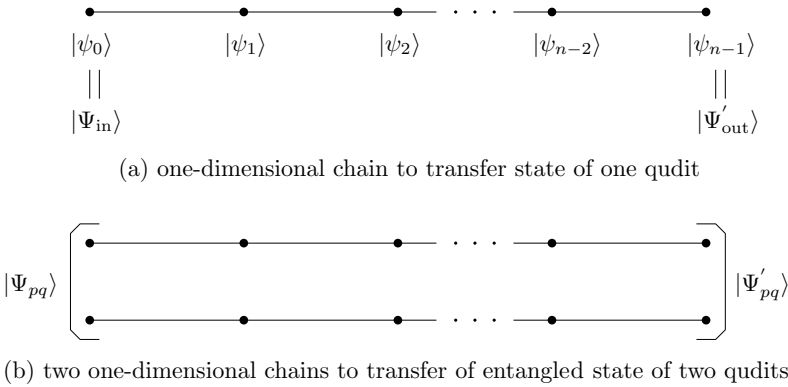 |ψ₀⟩ |ψ₁⟩ |ψ₂⟩ |ψₙ₋₂⟩ |ψₙ₋₁⟩
|Ψ_in⟩ |Ψ'_out⟩
(a) one-dimensional chain to transfer state of one qudit
|Ψ_pq⟩ |Ψ'_pq⟩
(b) two one-dimensional chains to transfer of entangled state of two qudits